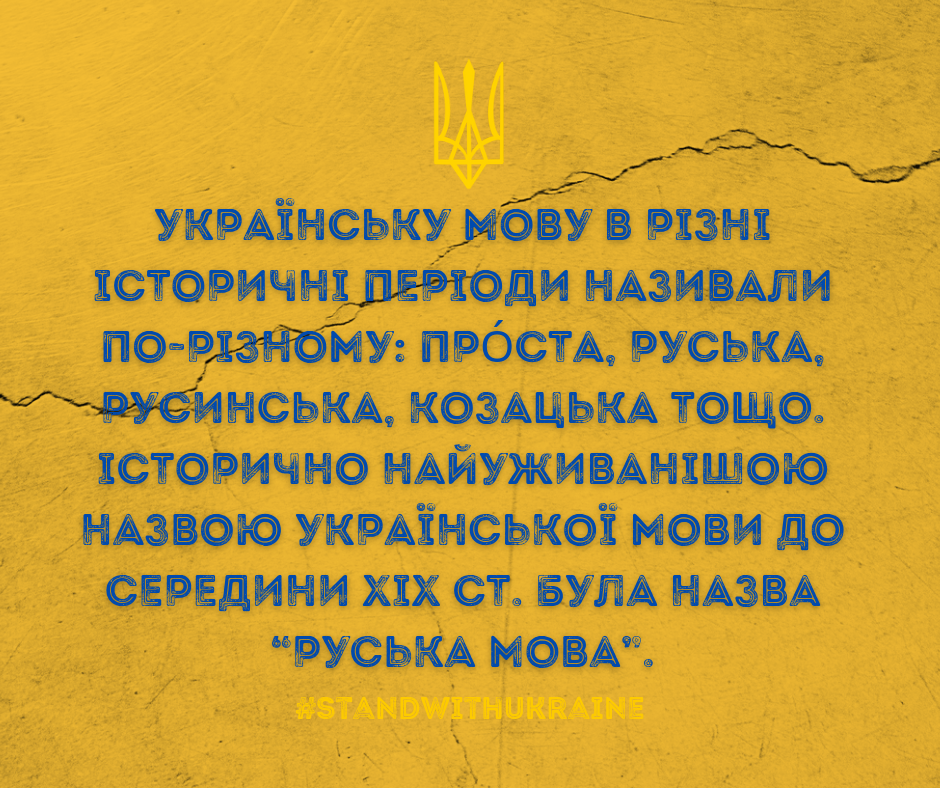 УКРАЇНСЬКУ МОВУ В РІЗНІ
ІСТОРИЧНІ ПЕРІОДИ НАЗИВАЛИ
ПО-РІЗНОМУ: ПРО́СТА, РУСЬКА,
РУСИНСЬКА, КОЗАЦЬКА ТОЩО.
ІСТОРИЧНО НАЙУЖИВАНІШОЮ
НАЗВОЮ УКРАЇНСЬКОЇ МОВИ ДО
СЕРЕДИНИ XIX СТ. БУЛА НАЗВА
“РУСЬКА МОВА”.
#STANDWITHUKRAINE